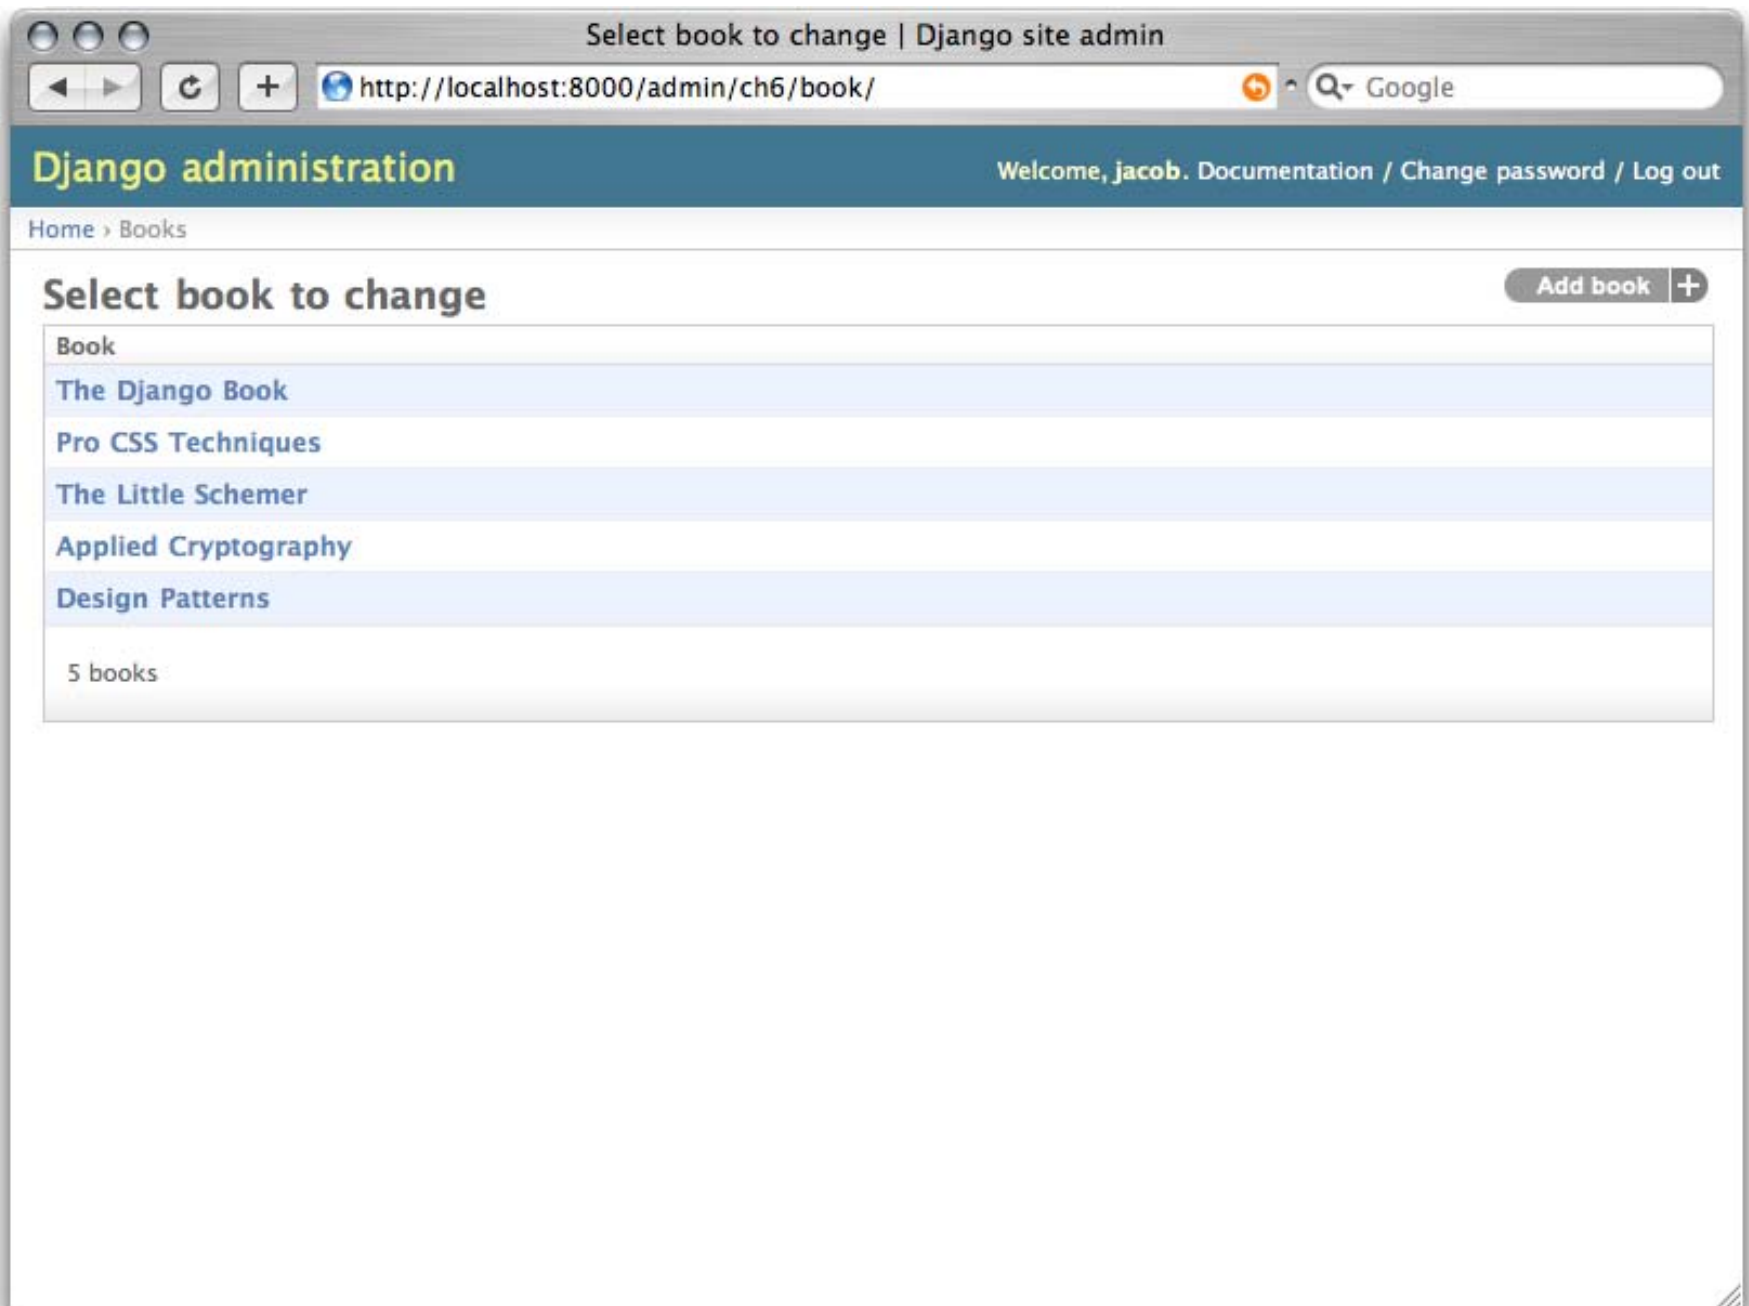 Select book to change | Django site admin
http://localhost:8000/admin/ch6/book/
Google
Django administration
Welcome, jacob. Documentation / Change password / Log out
Home › Books
Select book to change
Add book
Book
The Django Book
Pro CSS Techniques
The Little Schemer
Applied Cryptography
Design Patterns
5 books